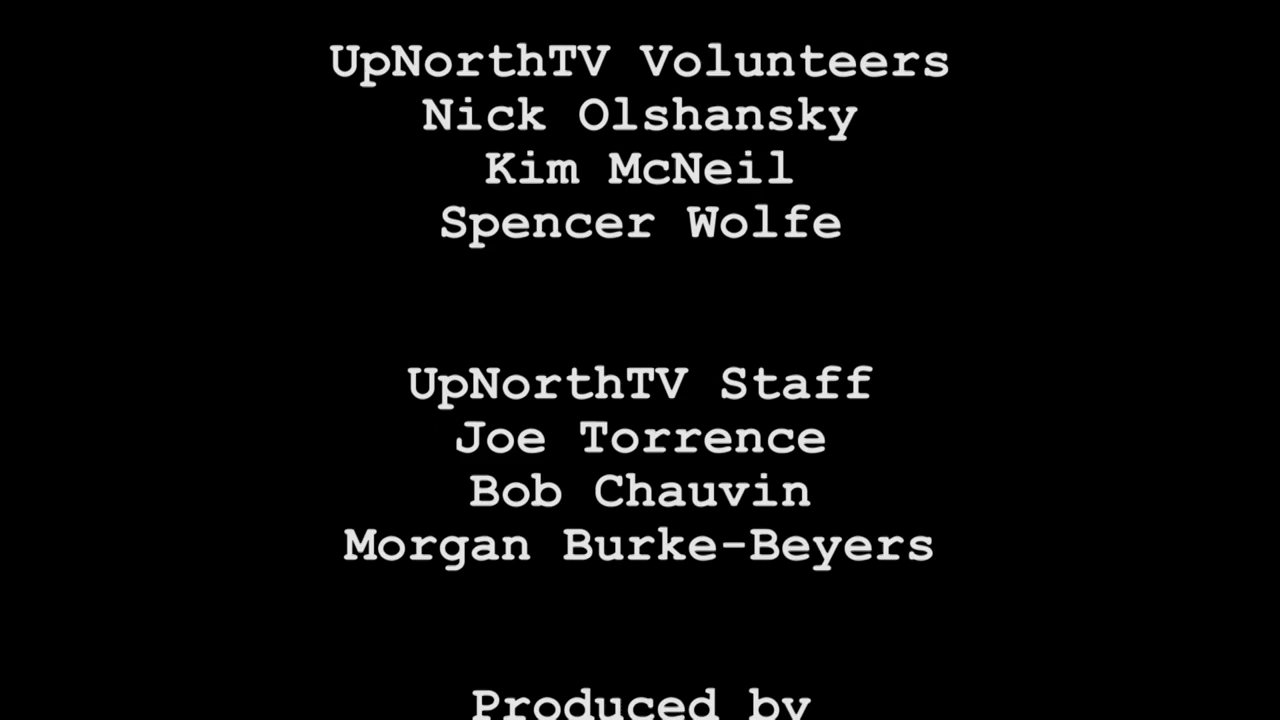 UpNorthTV Volunteers
Nick Olshansky
Kim McNeil
Spencer Wolfe
UpNorthTV Staff
Joe Torrence
Bob Chauvin
Morgan Burke-Beyers
Produced by